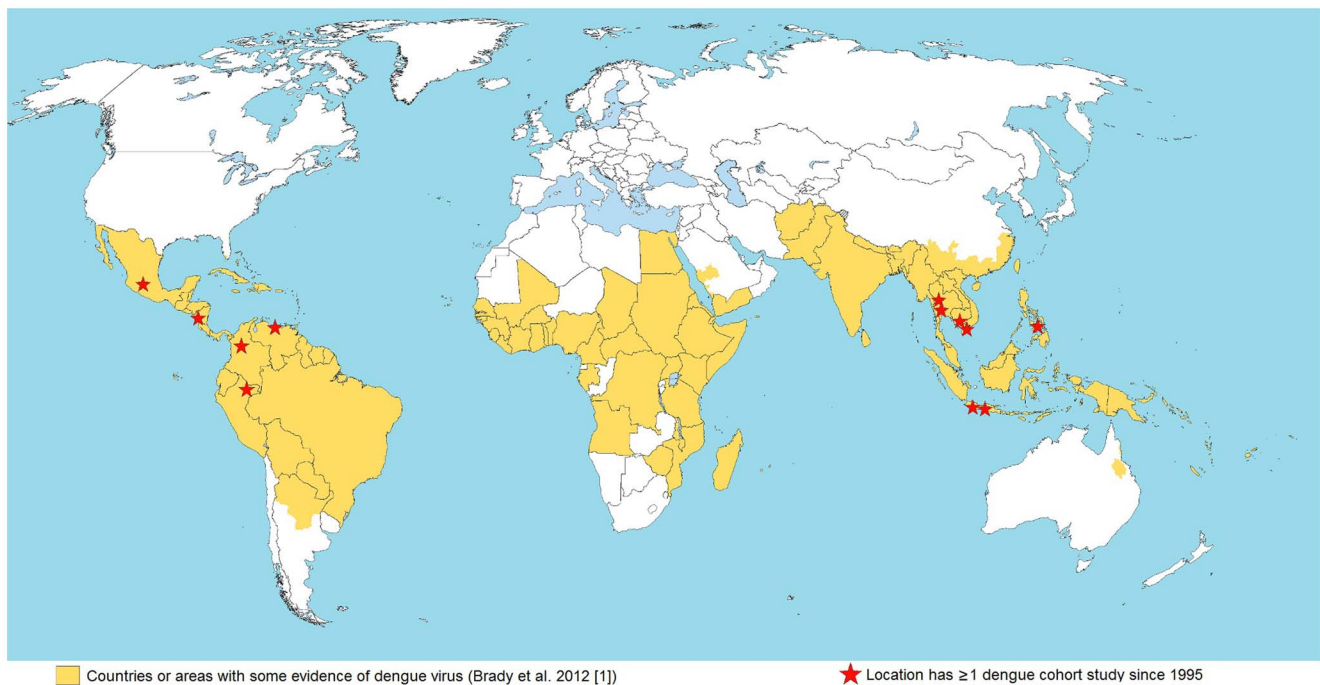 Countries or areas with some evidence of dengue virus (Brady et al. 2012 [1])
Location has ≥1 dengue cohort study since 1995